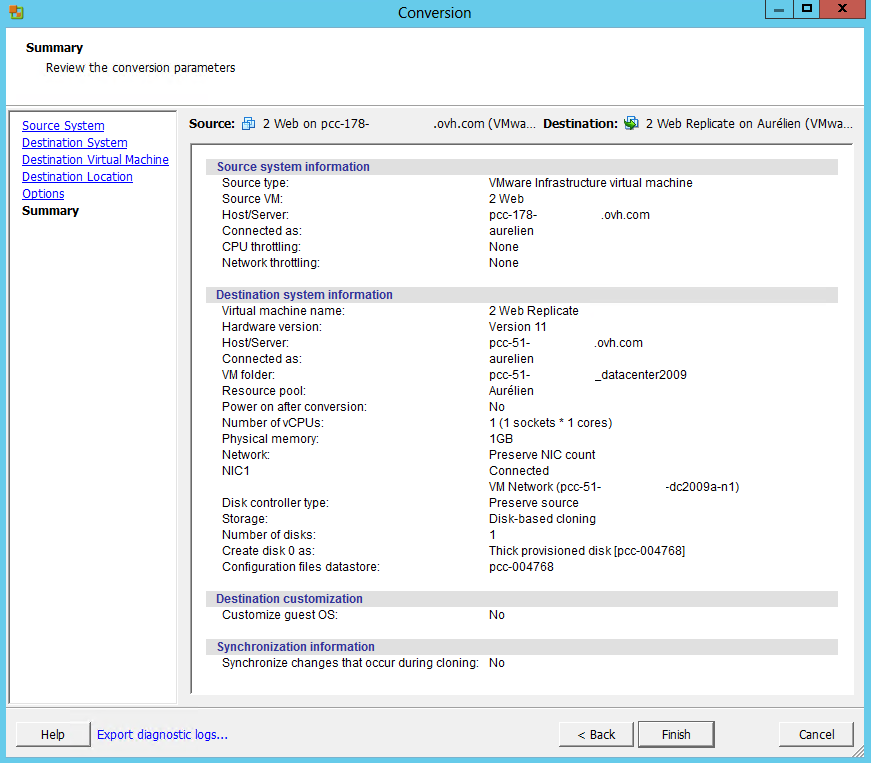 Conversion
Summary
Review the conversion parameters
Source System
Destination System
Destination Virtual Machine
Destination Location
Options
Summary
Source: 2 Web on pcc-178- .ovh.com (VMwa... Destination: 2 Web Replicate on Aurélien (VMwa...
Source system information
Source type: VMware Infrastructure virtual machine
Source VM: 2 Web
Host/Server: pcc-178- .ovh.com
Connected as: aurelien
CPU throttling: None
Network throttling: None
Destination system information
Virtual machine name: 2 Web Replicate
Hardware version: Version 11
Host/Server: pcc-51- .ovh.com
Connected as: aurelien
VM folder: pcc-51- _datacenter2009
Resource pool: Aurélien
Power on after conversion: No
Number of vCPUs: 1 (1 sockets * 1 cores)
Physical memory: 1GB
Network: Preserve NIC count
NIC1 Connected
VM Network (pcc-51- -dc2009a-n1)
Disk controller type: Preserve source
Storage: Disk-based cloning
Number of disks: 1
Create disk 0 as: Thick provisioned disk [pcc-004768]
Configuration files datastore: pcc-004768
Destination customization
Customize guest OS: No
Synchronization information
Synchronize changes that occur during cloning: No
Help Export diagnostic logs... < Back Finish Cancel